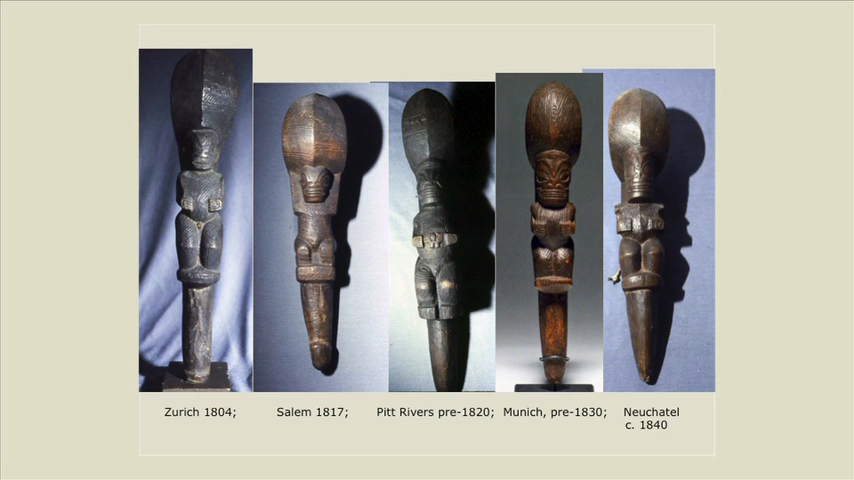 Zurich 1804; Salem 1817; Pitt Rivers pre-1820; Munich, pre-1830; Neuchatel
c. 1840